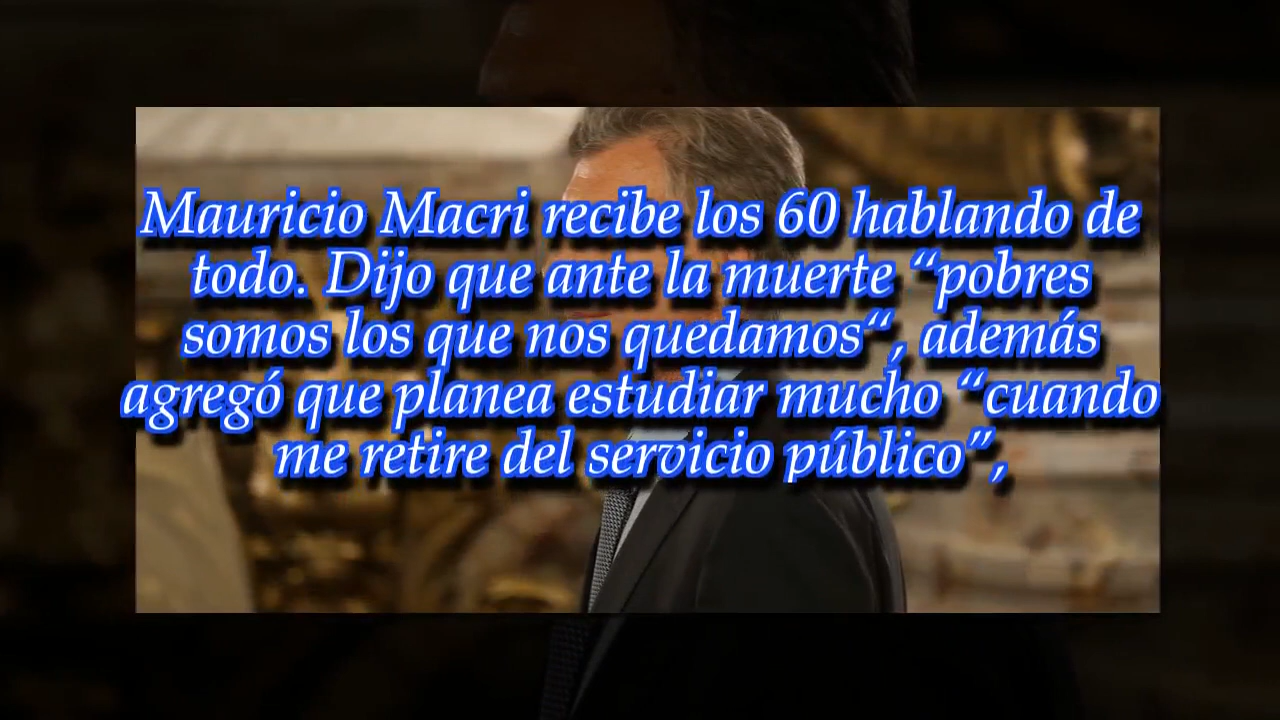 Mauricio Macri recibe los 60 hablando de
todo. Dijo que ante la muerte “pobres
somos los que nos quedamos“, además
agregó que planea estudiar mucho “cuando
me retire del servicio público”,